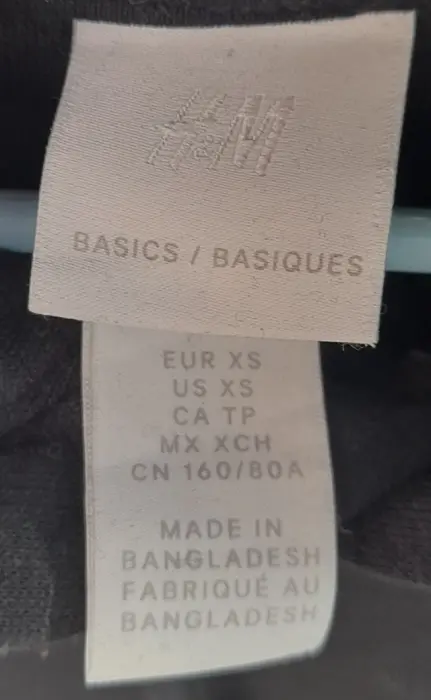 H&M
BASICS / BASIQUES
EUR XS
US XS
CA TP
MX XCH
CN 160/80A
MADE IN
BANGLADESH
FABRIQUÉ AU
BANGLADESH